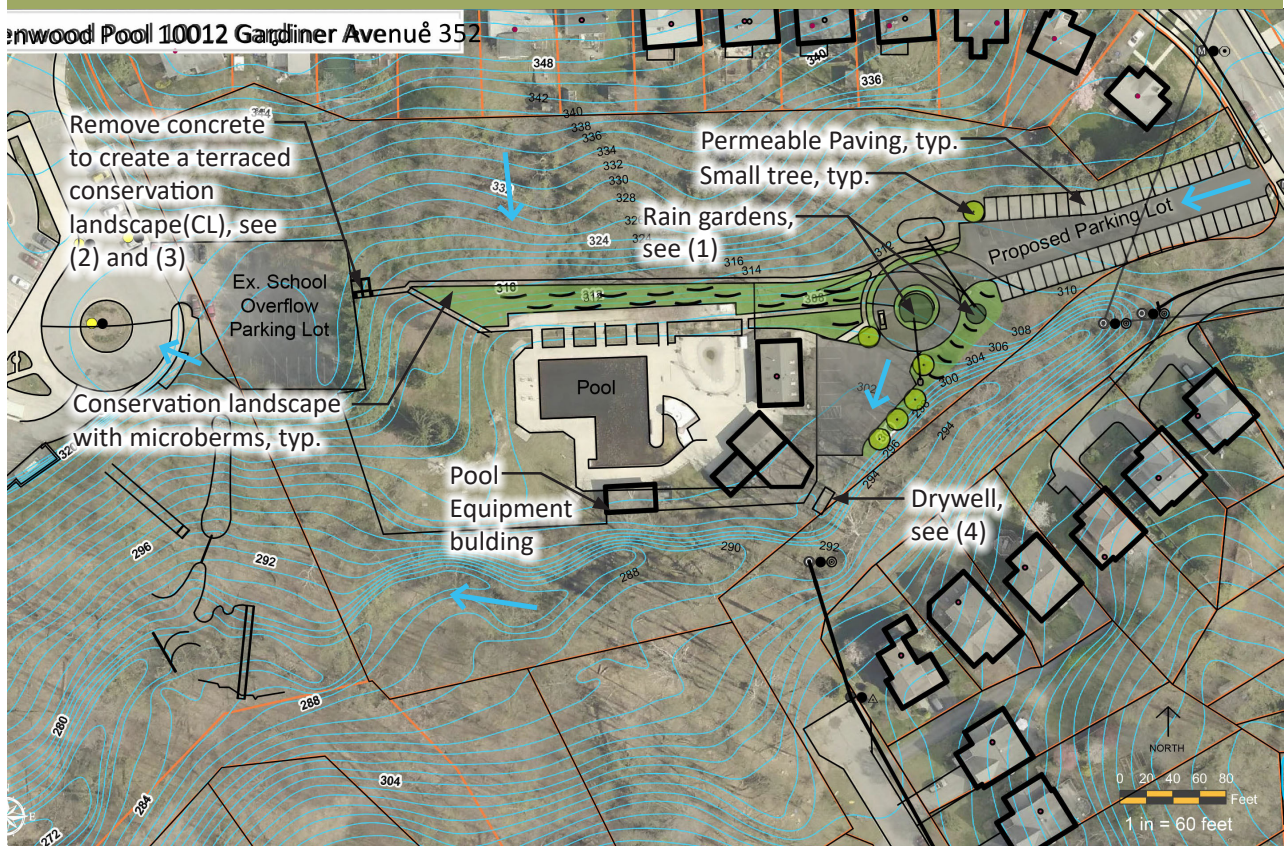 enwood Pool 10012 Gardiner Avenue 352
348
342
340
338
336
334
332
330
328
324
316
314
340
336
344
Remove concrete
to create a terraced
conservation
landscape(CL), see
(2) and (3)
Permeable Paving, typ.
Small tree, typ.
Rain gardens,
see (1)
Proposed Parking Lot
312
310
308
306
304
300
Ex. School
Overflow
Parking Lot
318
Pool
302
296
294
294
294
Conservation landscape
with microberms, typ.
Pool
Equipment
bulding
Drywell,
see (4)
296
292
290
292
288
288
280
284
304
272
E
M
NORTH
0 20 40 60 80
Feet
1 in = 60 feet